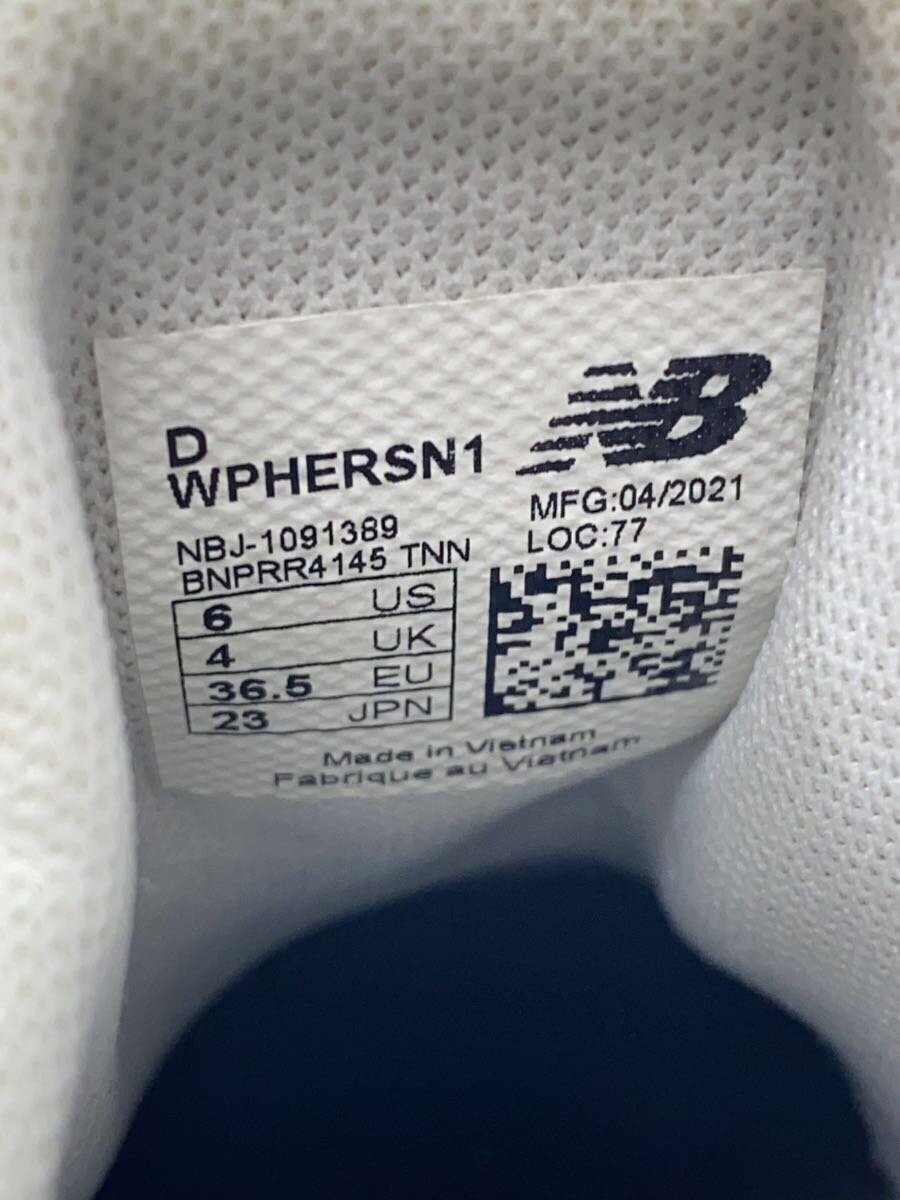 D
WPHERSN1
NB
MFG:04/2021
LOC:77
NBJ-1091389
BNPRR4145 TNN
6 US
4 UK
36.5 EU
23 JPN
Made in Vietnam
Fabrique au Vietnam